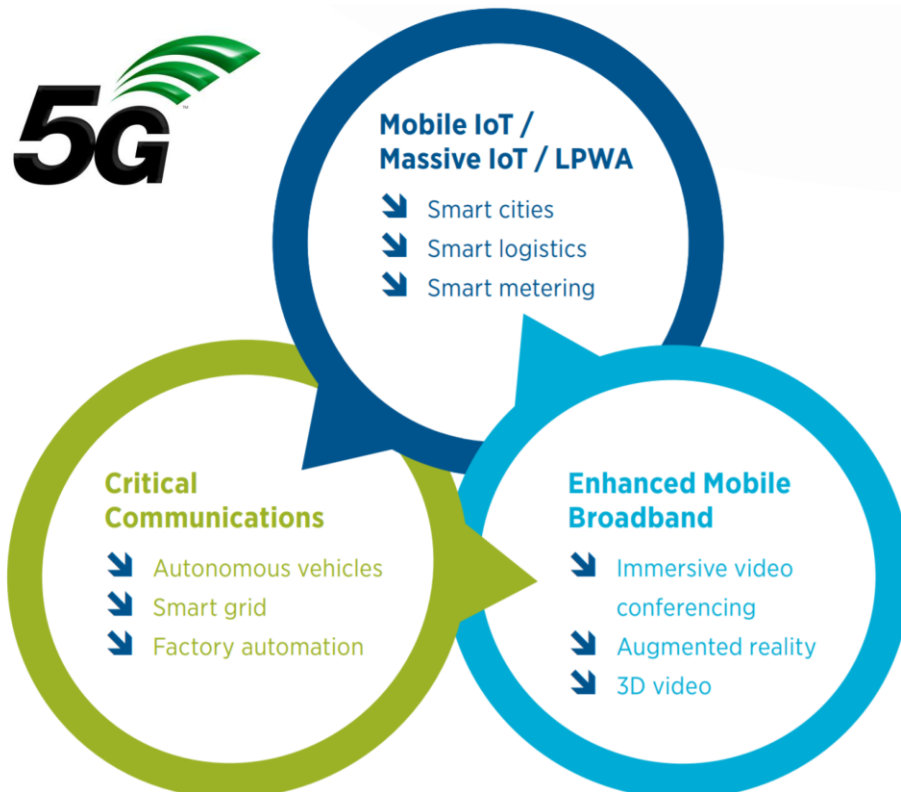 5G
™
Mobile IoT /
Massive IoT / LPWA
Smart cities
Smart logistics
Smart metering
Critical
Communications
Autonomous vehicles
Smart grid
Factory automation
Enhanced Mobile
Broadband
Immersive video
conferencing
Augmented reality
3D video